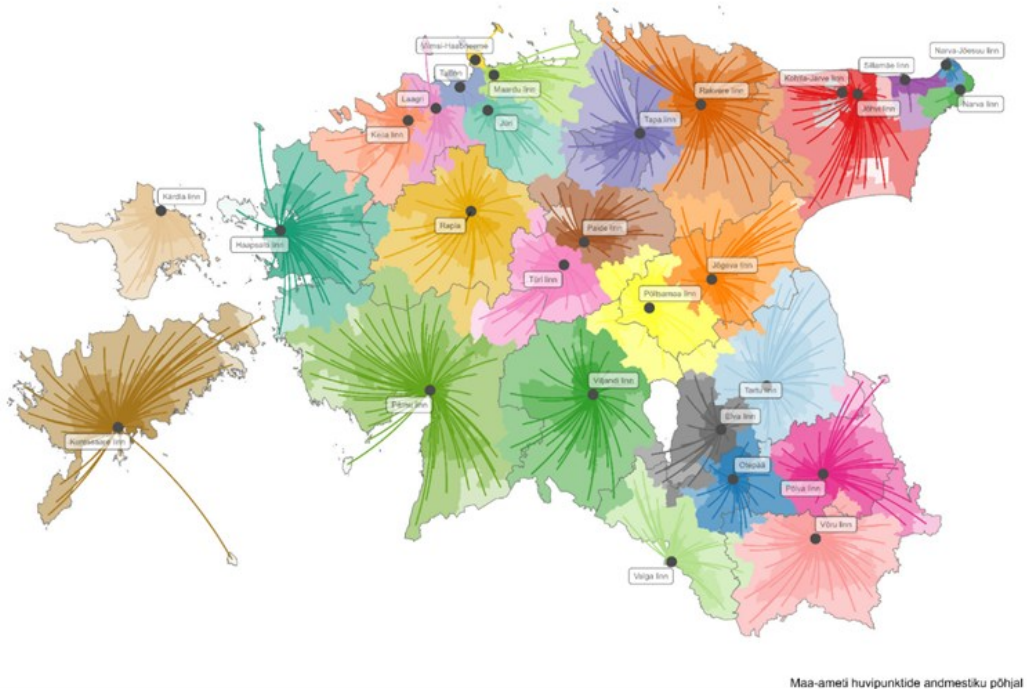 Viimsi-Haabneeme
Narva-Jõesuu linn
Tallinn
Sillamäe linn
Kohtla-Järve linn
Maardu linn
Rakvere linn
Narva linn
Laagri
Jõhvi linn
Keila linn
Jüri
Tapa linn
Kärdla linn
Haapsalu linn
Rapla
Paide linn
Türi linn
Jõgeva linn
Põltsamaa linn
Viljandi linn
Tartu linn
Pärnu linn
Elva linn
Kuressaare linn
Otepää
Põlva linn
Võru linn
Valga linn
Maa-ameti huvipunktide andmestiku põhjal